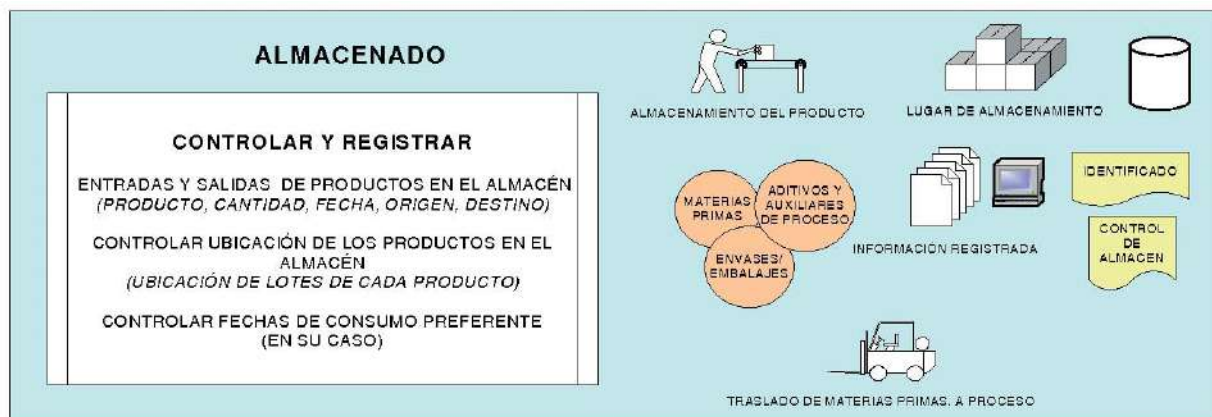 ALMACENADO
CONTROLAR Y REGISTRAR
ENTRADAS Y SALIDAS DE PRODUCTOS EN EL ALMACÉN
(PRODUCTO, CANTIDAD, FECHA, ORIGEN, DESTINO)
CONTROLAR UBICACIÓN DE LOS PRODUCTOS EN EL
ALMACÉN
(UBICACIÓN DE LOTES DE CADA PRODUCTO)
CONTROLAR FECHAS DE CONSUMO PREFERENTE
(EN SU CASO)
ALMACENAMIENTO DEL PRODUCTO
LUGAR DE ALMACENAMIENTO
MATERIAS
PRIMAS
ADITIVOS Y
AUXILIARES
DE PROCESO
ENVASES/
EMBALAJES
INFORMACIÓN REGISTRADA
IDENTIFICADO
CONTROL
DE
ALMACEN
TRASLADO DE MATERIAS PRIMAS. A PROCESO